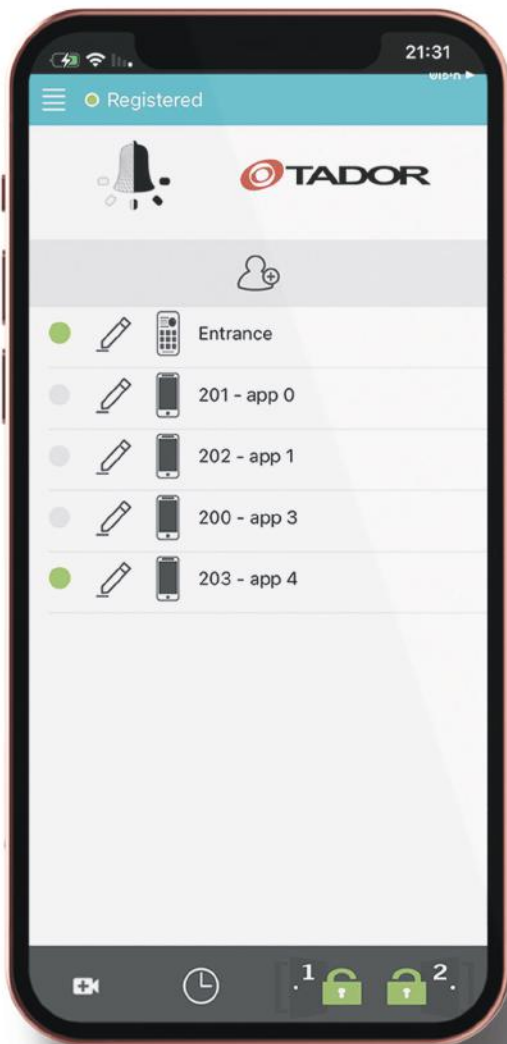 21:31
חיפוש ◀
Registered
TADOR
Entrance
201 - app 0
202 - app 1
200 - app 3
203 - app 4
.1
2.